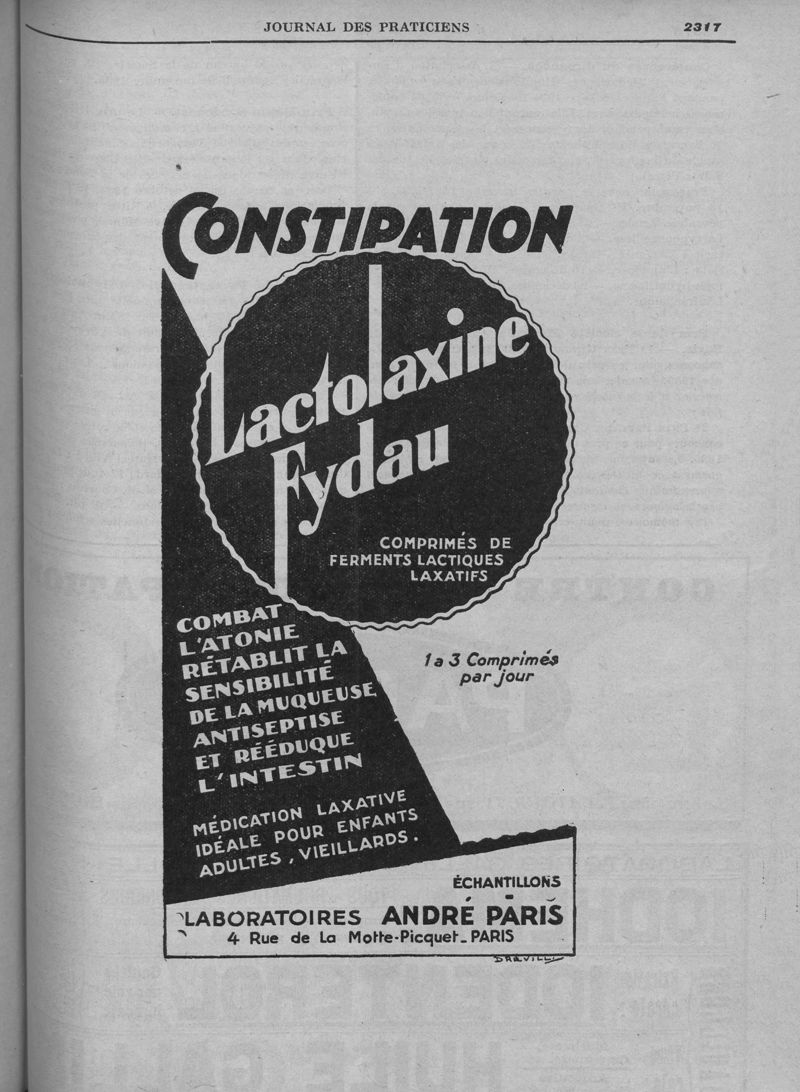 JOURNAL DES PRATICIENS 2317
CONSTIPATION
Lactolaxine
Fydau
COMPRIMÉS DE
FERMENTS LACTIQUES
LAXATIFS
COMBAT
L'ATONIE
RÉTABLIT LA
SENSIBILITÉ
DE LA MUQUEUSE
ANTISEPTISE
ET RÉÉDUQUE
L'INTESTIN
1 a 3 Comprimés
par jour
MÉDICATION LAXATIVE
IDÉALE POUR ENFANTS
ADULTES, VIEILLARDS.
ÉCHANTILLONS
LABORATOIRES ANDRÉ PARIS
4 Rue de La Motte-Picquet_PARIS